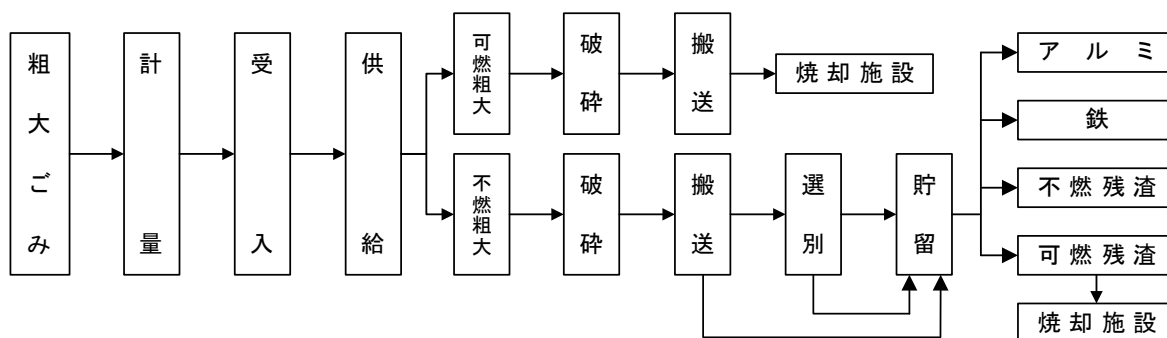 粗大ごみ
計量
受入
供給
可燃粗大
破砕
搬送
焼却施設
不燃粗大
破砕
搬送
選別
貯留
アルミ
鉄
不燃残渣
可燃残渣
焼却施設